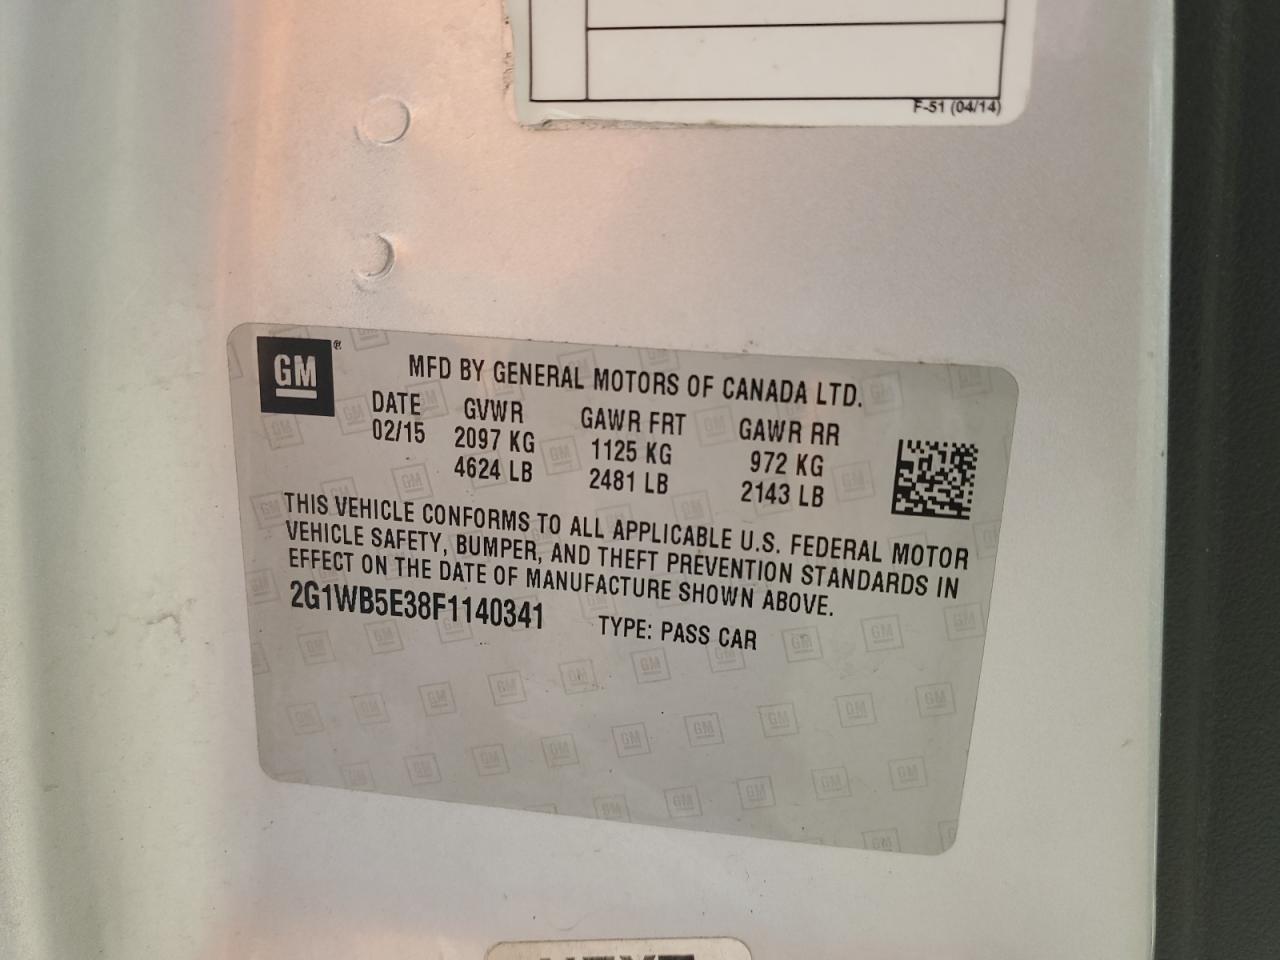 F-51 (04/14)
GM®
MFD BY GENERAL MOTORS OF CANADA LTD.
DATE GVWR GAWR FRT GAWR RR
02/15 2097 KG 1125 KG 972 KG
4624 LB 2481 LB 2143 LB
THIS VEHICLE CONFORMS TO ALL APPLICABLE U.S. FEDERAL MOTOR
VEHICLE SAFETY, BUMPER, AND THEFT PREVENTION STANDARDS IN
EFFECT ON THE DATE OF MANUFACTURE SHOWN ABOVE.
2G1WB5E38F1140341 TYPE: PASS CAR